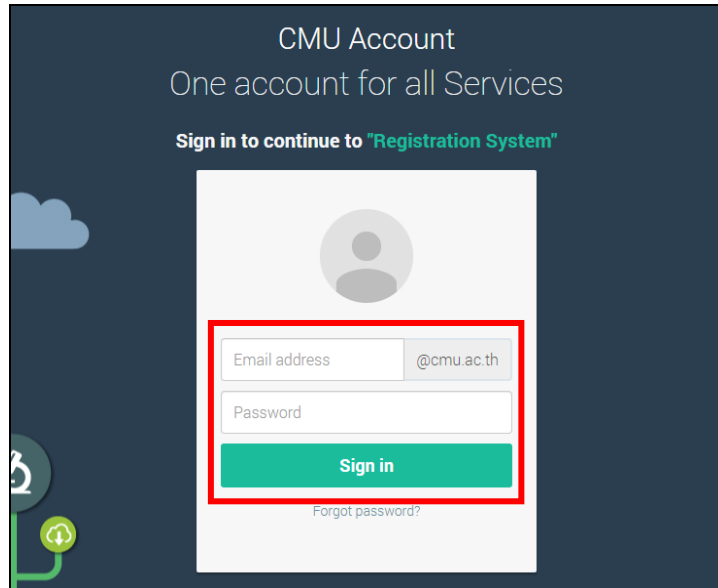 CMU Account
One account for all Services
Sign in to continue to "Registration System"
Email address @cmu.ac.th
Password
Sign in
Forgot password?